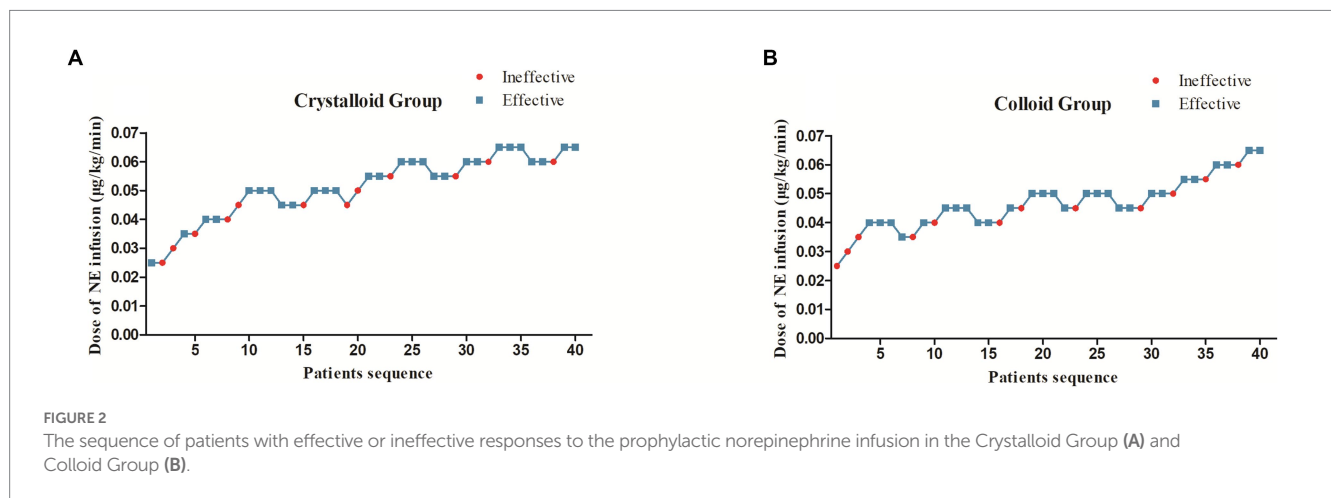 A
Ineffective
Effective
Crystalloid Group
Dose of NE infusion (µg/kg/min)
0.07
0.06
0.05
0.04
0.03
0.02
0.01
0.00
5 10 15 20 25 30 35 40
Patients sequence
B
Ineffective
Effective
Colloid Group
Dose of NE infusion (µg/kg/min)
0.07
0.06
0.05
0.04
0.03
0.02
0.01
0.00
5 10 15 20 25 30 35 40
Patients sequence
FIGURE 2
The sequence of patients with effective or ineffective responses to the prophylactic norepinephrine infusion in the Crystalloid Group (A) and
Colloid Group (B).